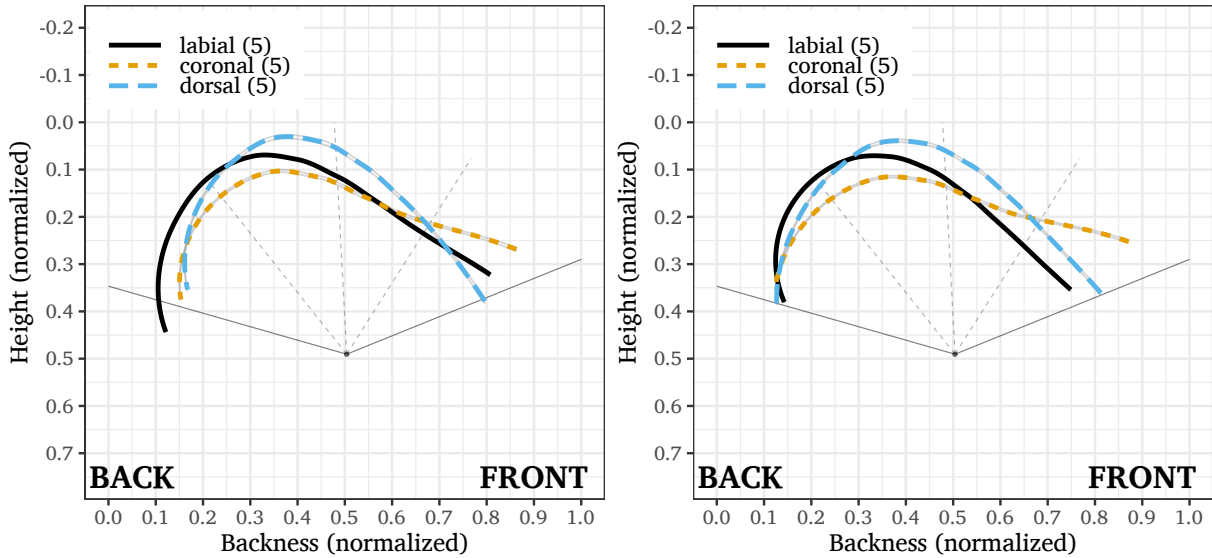 labial (5)
coronal (5)
dorsal (5)
-0.2
-0.1
0.0
0.1
0.2
0.3
0.4
0.5
0.6
0.7
Height (normalized)
BACK FRONT
0.0 0.1 0.2 0.3 0.4 0.5 0.6 0.7 0.8 0.9 1.0
Backness (normalized)
labial (5)
coronal (5)
dorsal (5)
-0.2
-0.1
0.0
0.1
0.2
0.3
0.4
0.5
0.6
0.7
Height (normalized)
BACK FRONT
0.0 0.1 0.2 0.3 0.4 0.5 0.6 0.7 0.8 0.9 1.0
Backness (normalized)